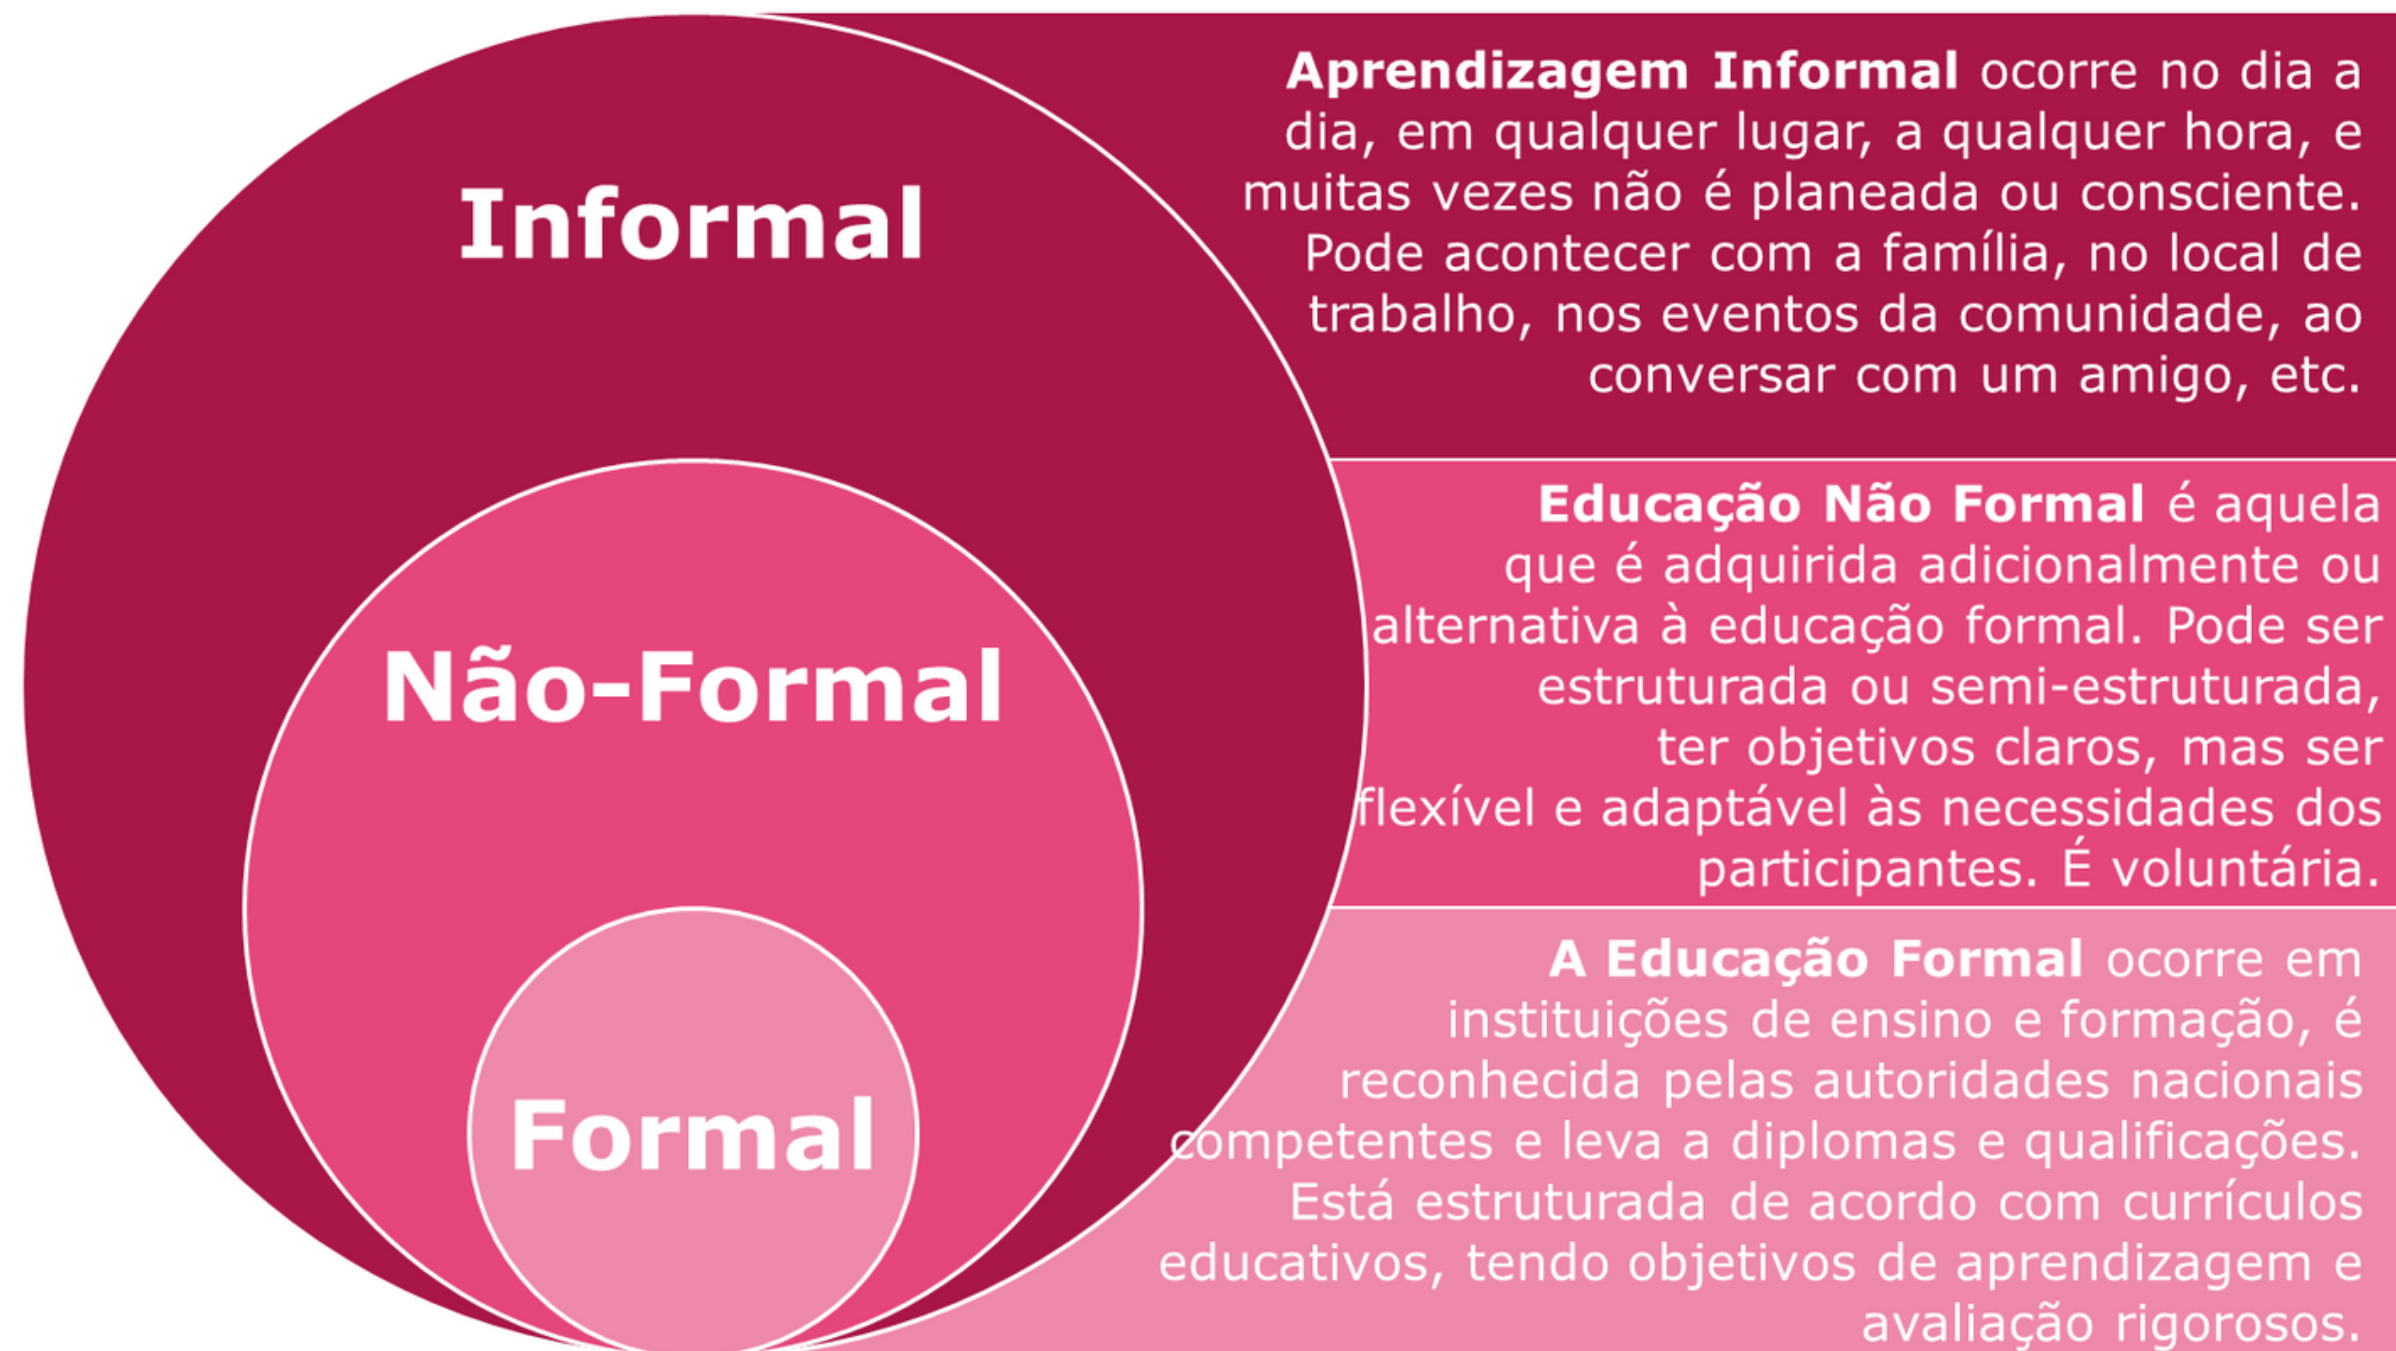 Informal
Não-Formal
Formal
Aprendizagem Informal ocorre no dia a
dia, em qualquer lugar, a qualquer hora, e
muitas vezes não é planeada ou consciente.
Pode acontecer com a família, no local de
trabalho, nos eventos da comunidade, ao
conversar com um amigo, etc.
Educação Não Formal é aquela
que é adquirida adicionalmente ou
alternativa à educação formal. Pode ser
estruturada ou semi-estruturada,
ter objetivos claros, mas ser
flexível e adaptável às necessidades dos
participantes. É voluntária.
A Educação Formal ocorre em
instituições de ensino e formação, é
reconhecida pelas autoridades nacionais
competentes e leva a diplomas e qualificações.
Está estruturada de acordo com currículos
educativos, tendo objetivos de aprendizagem e
avaliação rigorosos.